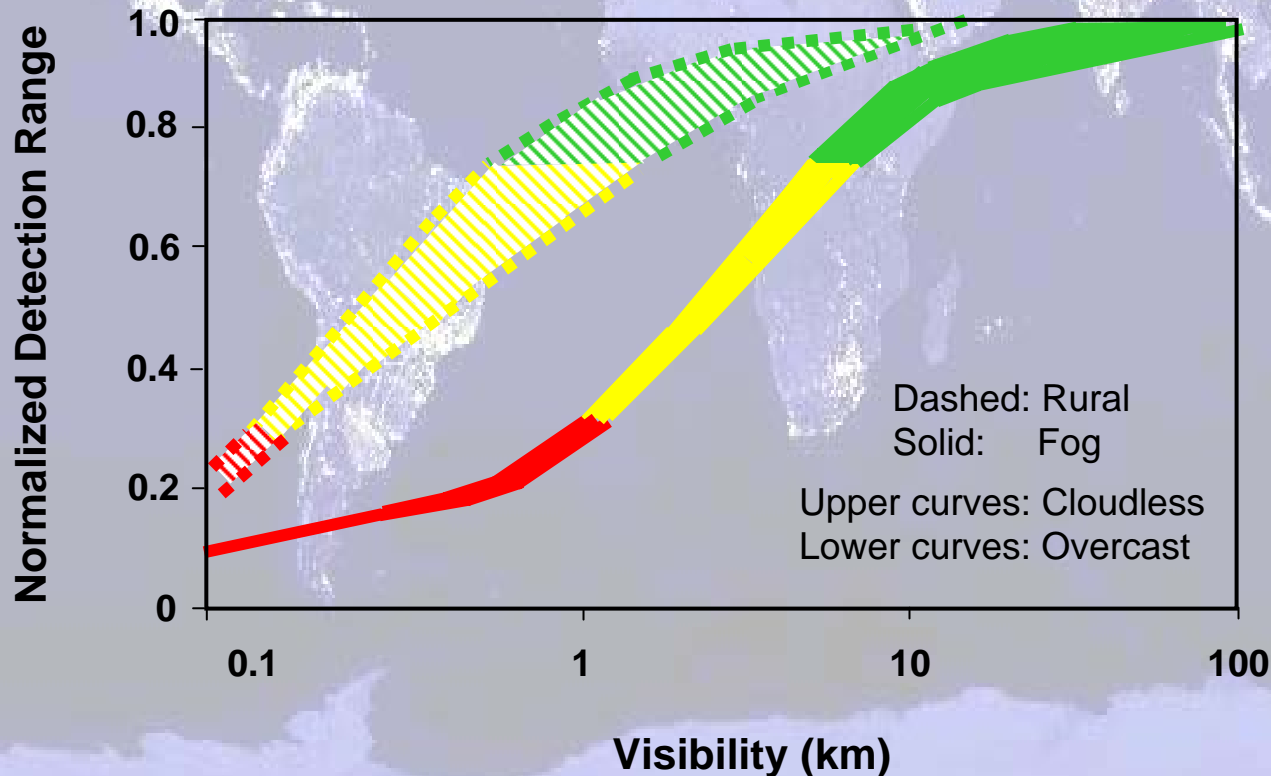 Normalized Detection Range
1.0
0.8
0.6
0.4
0.2
0
Dashed: Rural
Solid: Fog
Upper curves: Cloudless
Lower curves: Overcast
0.1 1 10 100
Visibility (km)